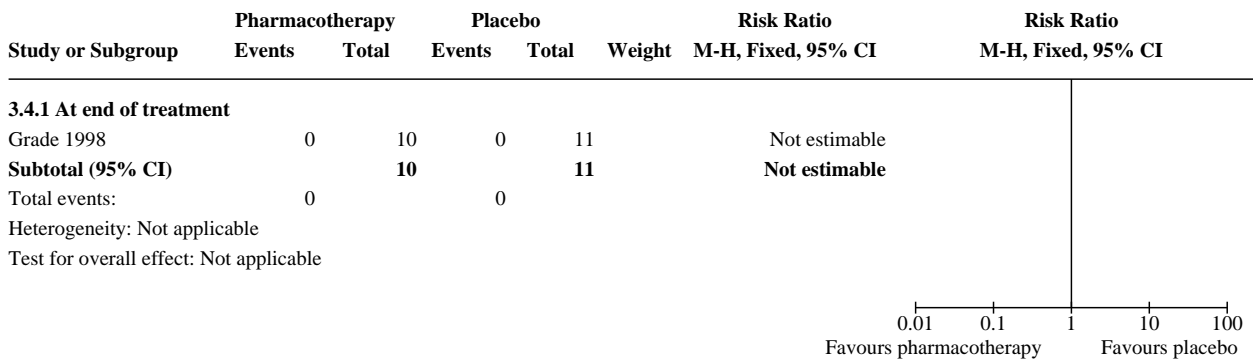 Pharmacotherapy Placebo Risk Ratio Risk Ratio
Study or Subgroup Events Total Events Total Weight M-H, Fixed, 95% CI M-H, Fixed, 95% CI
3.4.1 At end of treatment
Grade 1998 0 10 0 11 Not estimable
Subtotal (95% CI) 10 11 Not estimable
Total events: 0 0
Heterogeneity: Not applicable
Test for overall effect: Not applicable
0.01 0.1 1 10 100
Favours pharmacotherapy Favours placebo